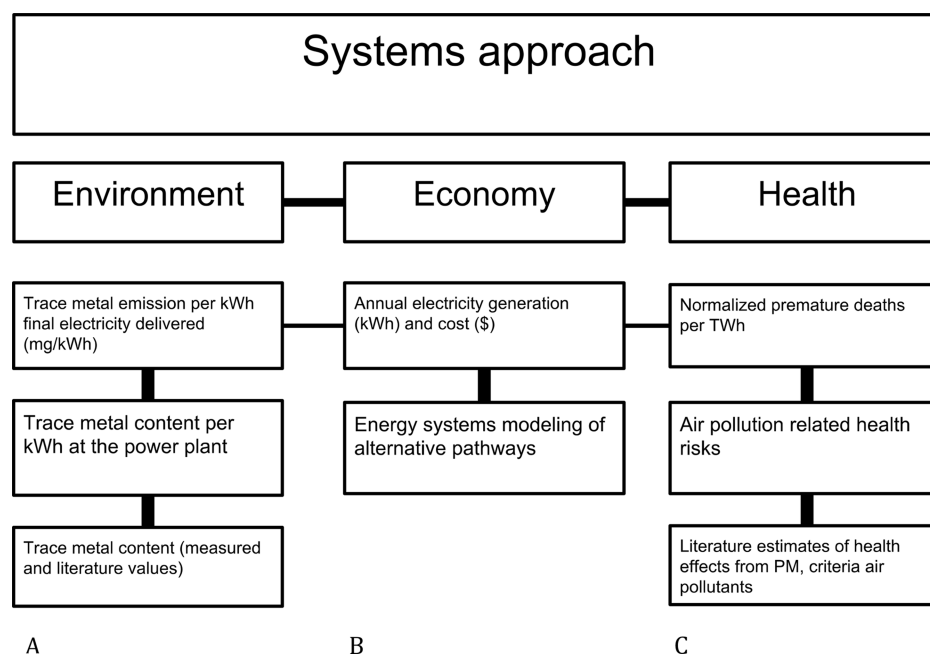 Systems approach
Environment
Economy
Health
Trace metal emission per kWh
final electricity delivered
(mg/kWh)
Annual electricity generation
(kWh) and cost ($)
Normalized premature deaths
per TWh
Trace metal content per
kWh at the power plant
Energy systems modeling of
alternative pathways
Air pollution related health
risks
Trace metal content (measured
and literature values)
Literature estimates of health
effects from PM, criteria air
pollutants
A
B
C